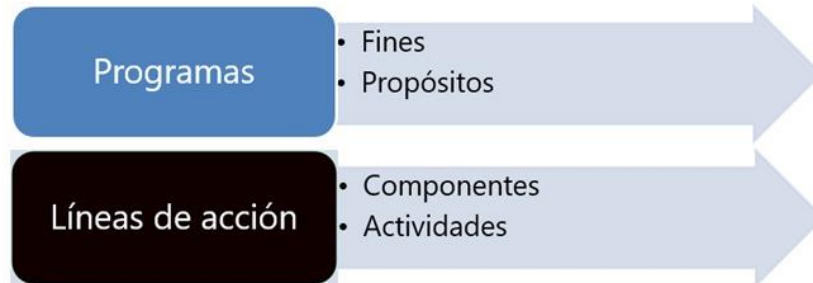 Programas
• Fines
• Propósitos
Líneas de acción
• Componentes
• Actividades